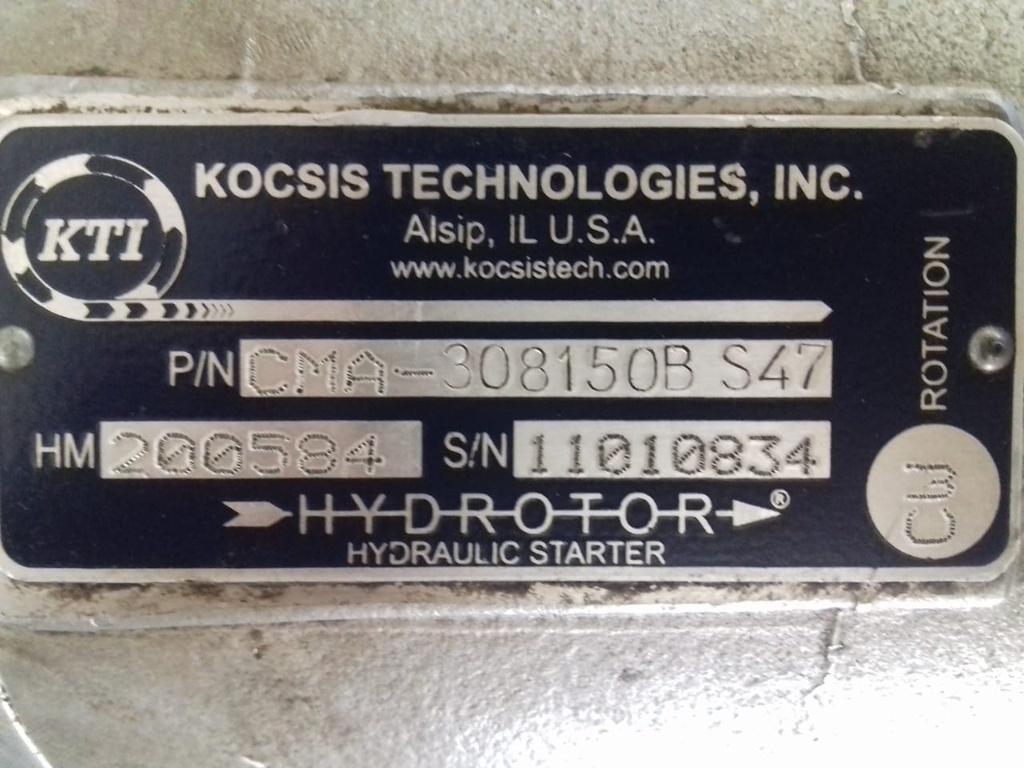 KTI
KOCSIS TECHNOLOGIES, INC.
Alsip, IL U.S.A.
www.kocsistech.com
P/N CMA-308150B S47
HM 200584 S/N 11010834
HYDROTOR®
HYDRAULIC STARTER
ROTATION
CW